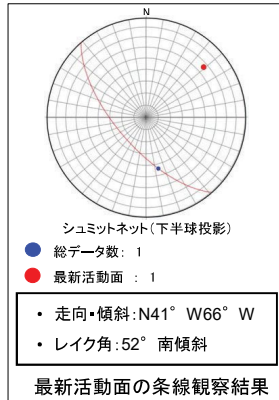 N
シュミットネット(下半球投影)
総データ数: 1
最新活動面 : 1
• 走向・傾斜:N41° W66° W
• レイク角:52° 南傾斜
最新活動面の条線観察結果